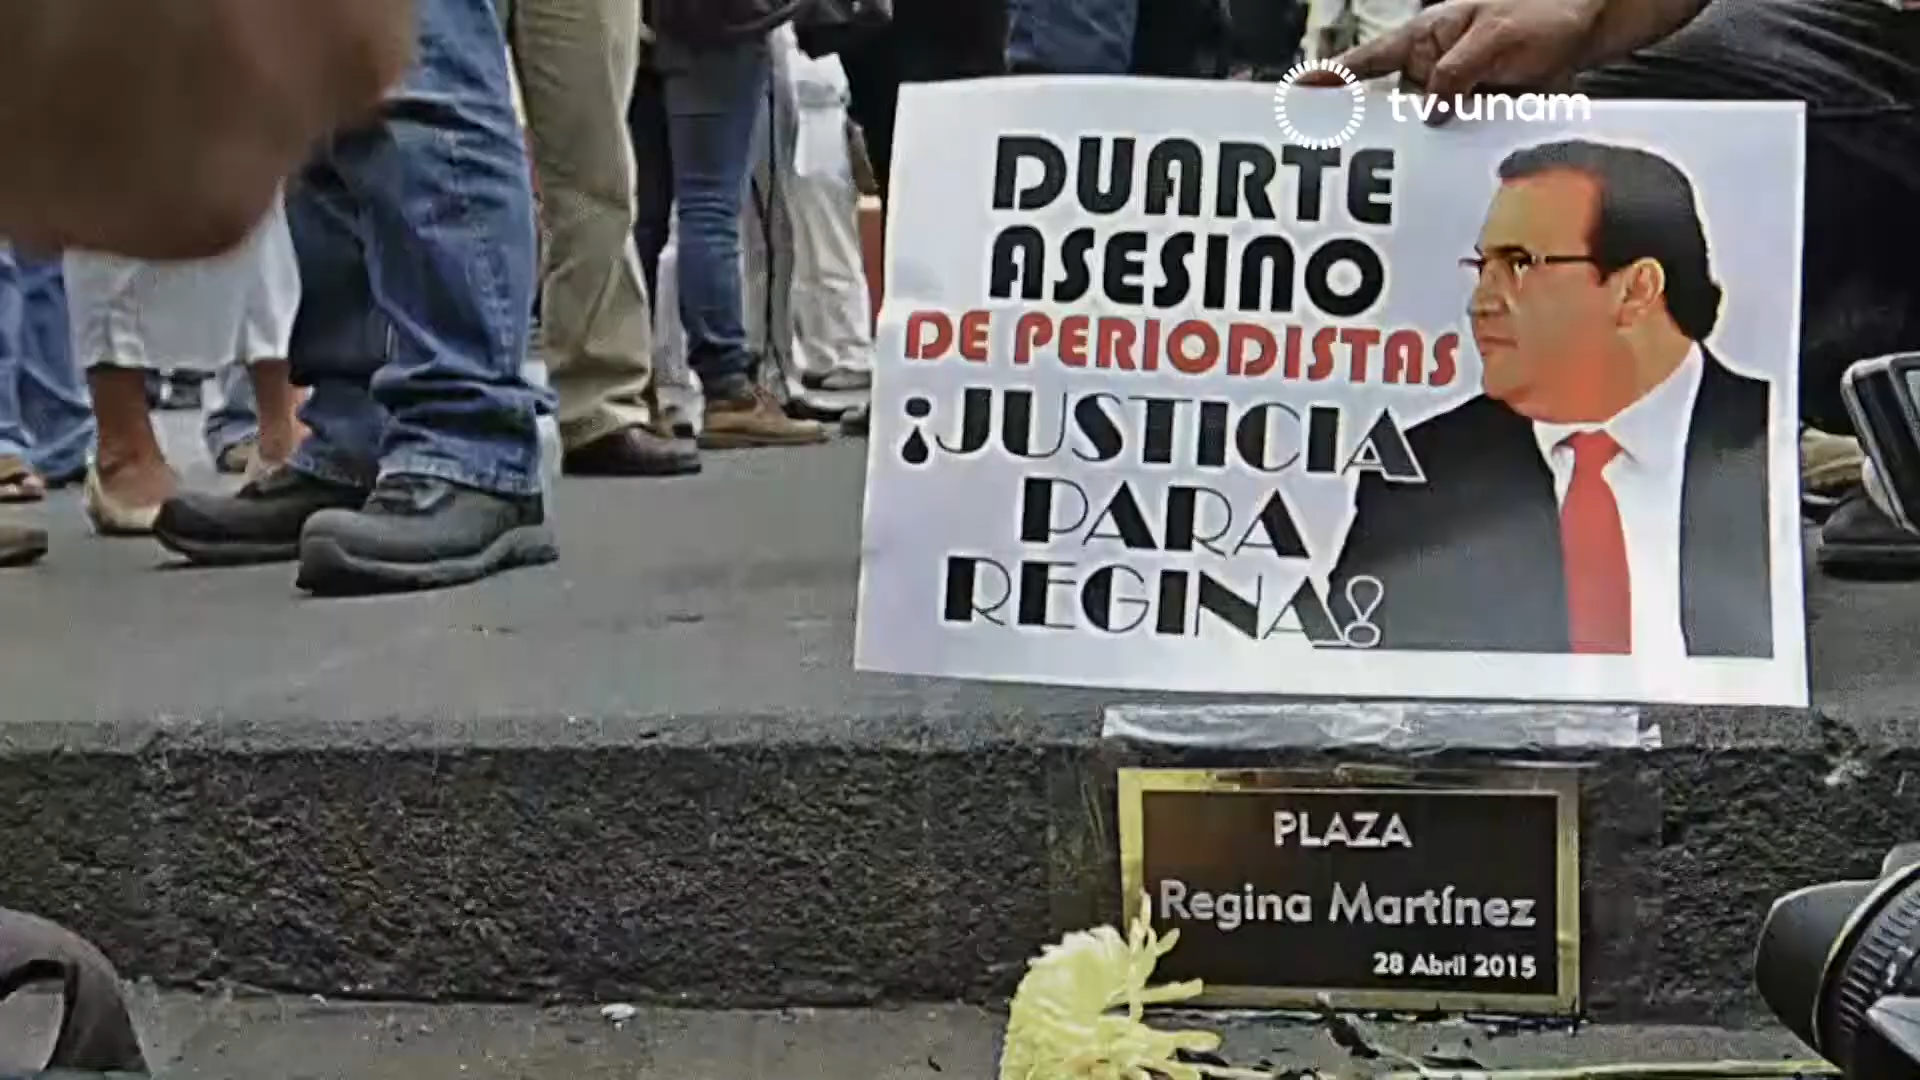 tv·unam
DUARTE
ASESINO
DE PERIODISTAS
¡JUSTICIA
PARA
REGINA!
PLAZA
Regina Martínez
28 Abril 2015